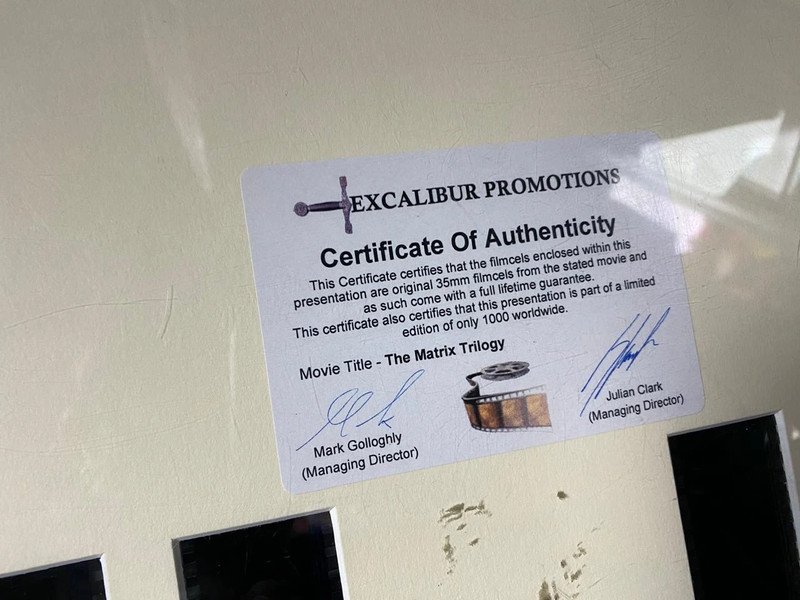 EXCALIBUR PROMOTIONS
Certificate Of Authenticity
This Certificate certifies that the filmcels enclosed within this
presentation are original 35mm filmcels from the stated movie and
as such come with a full lifetime guarantee.
This certificate also certifies that this presentation is part of a limited
edition of only 1000 worldwide.
Movie Title - The Matrix Trilogy
Mark Golloghly
(Managing Director)
Julian Clark
(Managing Director)